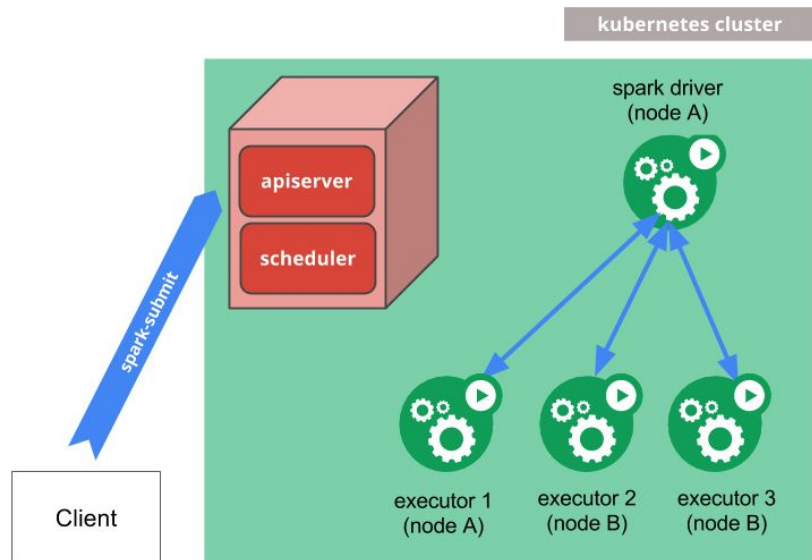 kubernetes cluster
spark driver
(node A)
apiserver
scheduler
spark-submit
executor 1
(node A)
executor 2
(node B)
executor 3
(node B)
Client